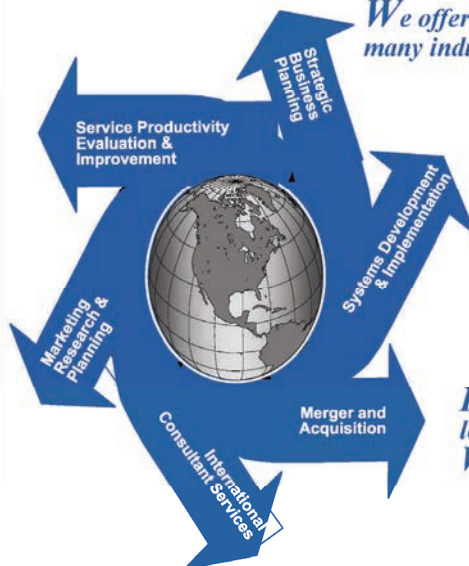 We offer
many indu
Strategic
Business
Planning
Service Productivity
Evaluation &
Improvement
Systems Development
& Implementation
Marketing
Research &
Planning
Merger and
Acquisition
International
Consultant Services